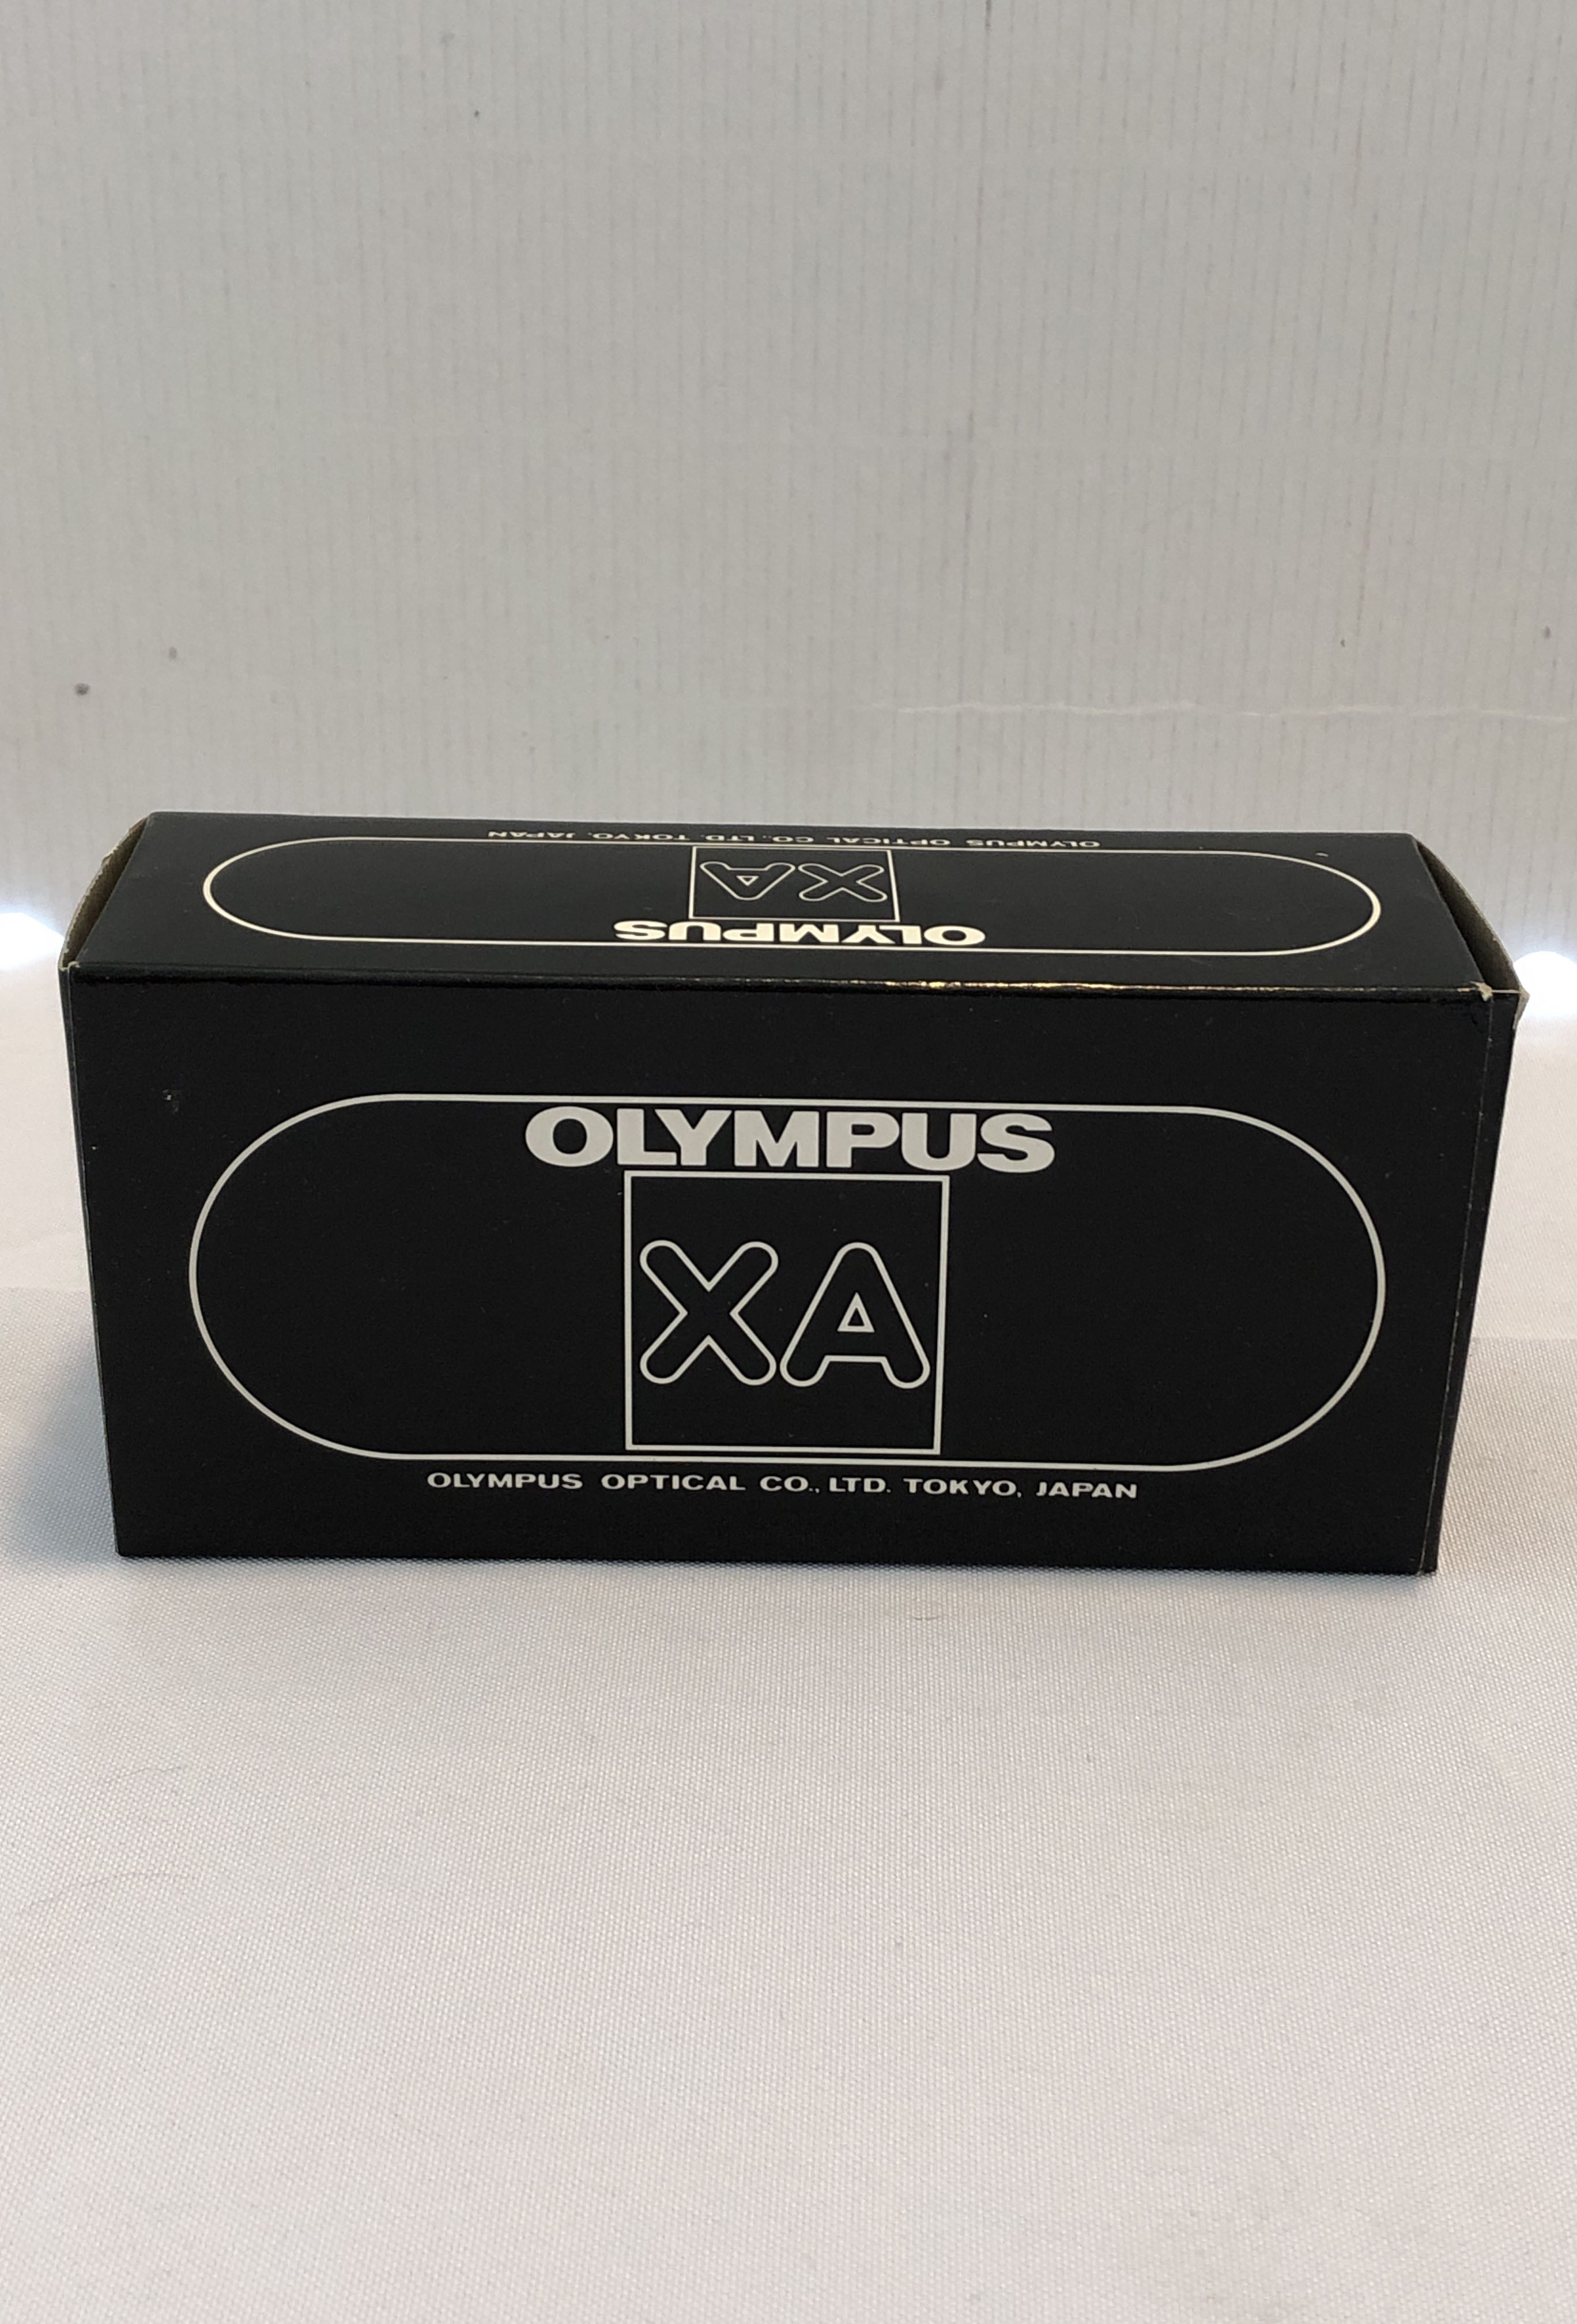 OLYMPUS OPTICAL CO., LTD. TOKYO, JAPAN
XA
OLYMPUS
OLYMPUS
XA
OLYMPUS OPTICAL CO., LTD. TOKYO, JAPAN